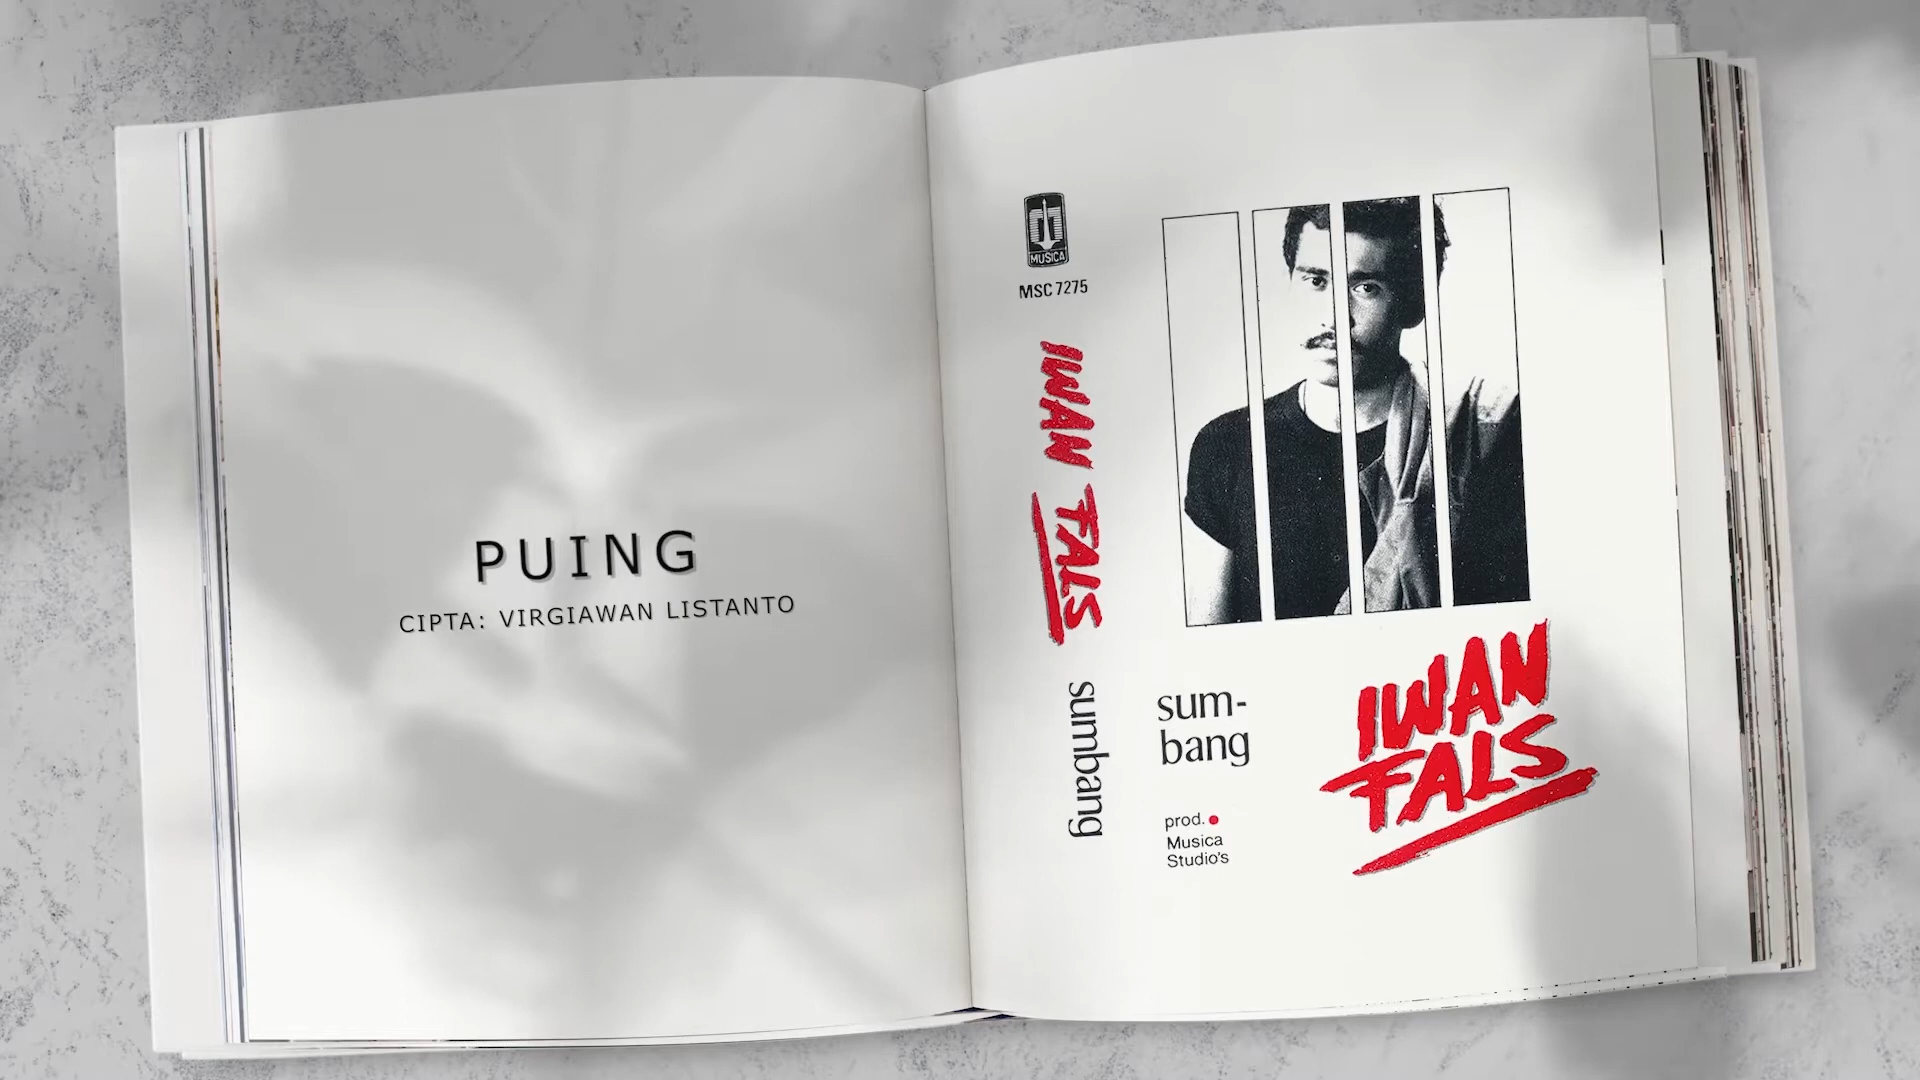 PUING
CIPTA: VIRGIAWAN LISTANTO
MUSICA
MSC 7275
IWAN FALS
sumbang
sum-
bang
prod.
Musica
Studio's
IWAN
FALS